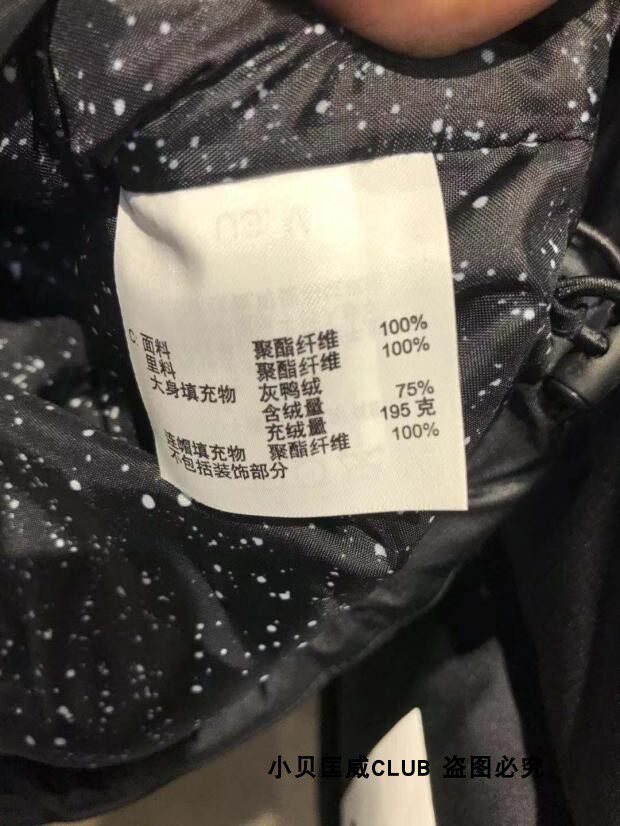 C: 面料 聚酯纤维 100%
里料 聚酯纤维 100%
大身填充物 灰鸭绒
含绒量 75%
充绒量 195 克
连帽填充物 聚酯纤维 100%
不包括装饰部分
小贝匡威CLUB 盗图必究